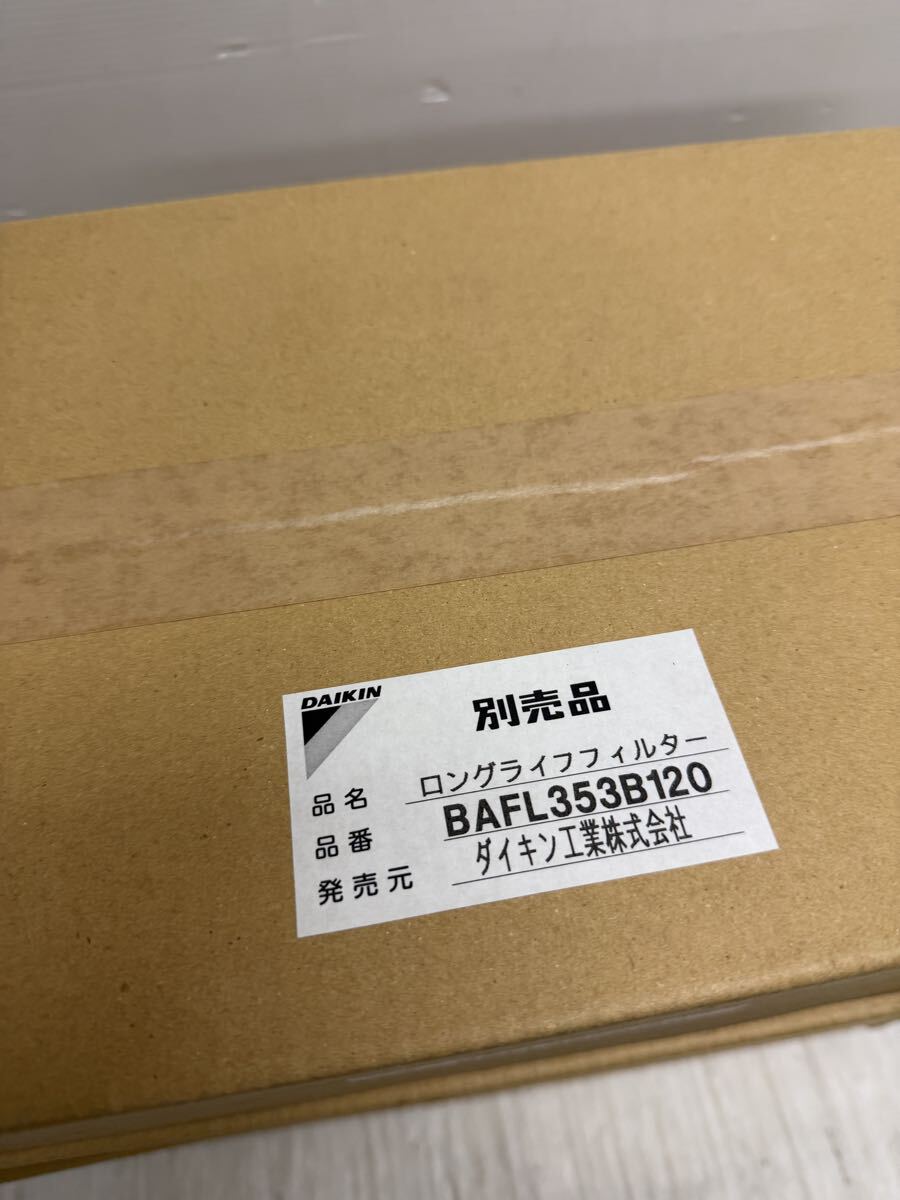 DAIKIN
別売品
品名 ロングライフフィルター
品番 BAFL353B120
発売元 ダイキン工業株式会社